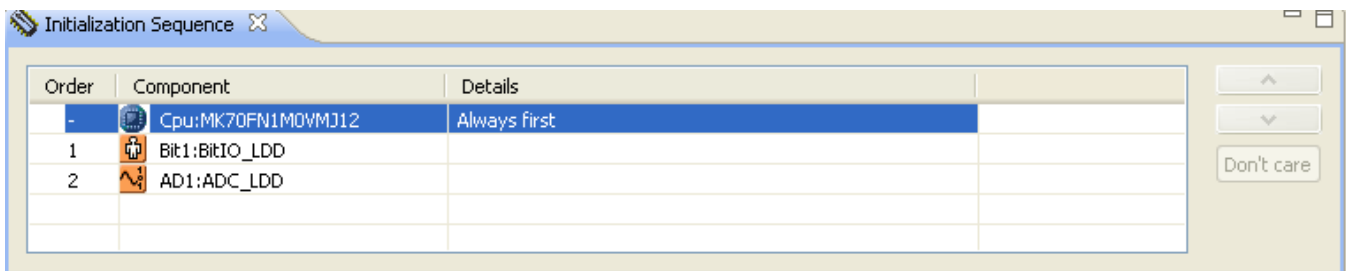 Initialization Sequence
Order Component Details
- Cpu:MK70FN1M0VMJ12 Always first
1 Bit1:BitIO_LDD
2 AD1:ADC_LDD
Don't care